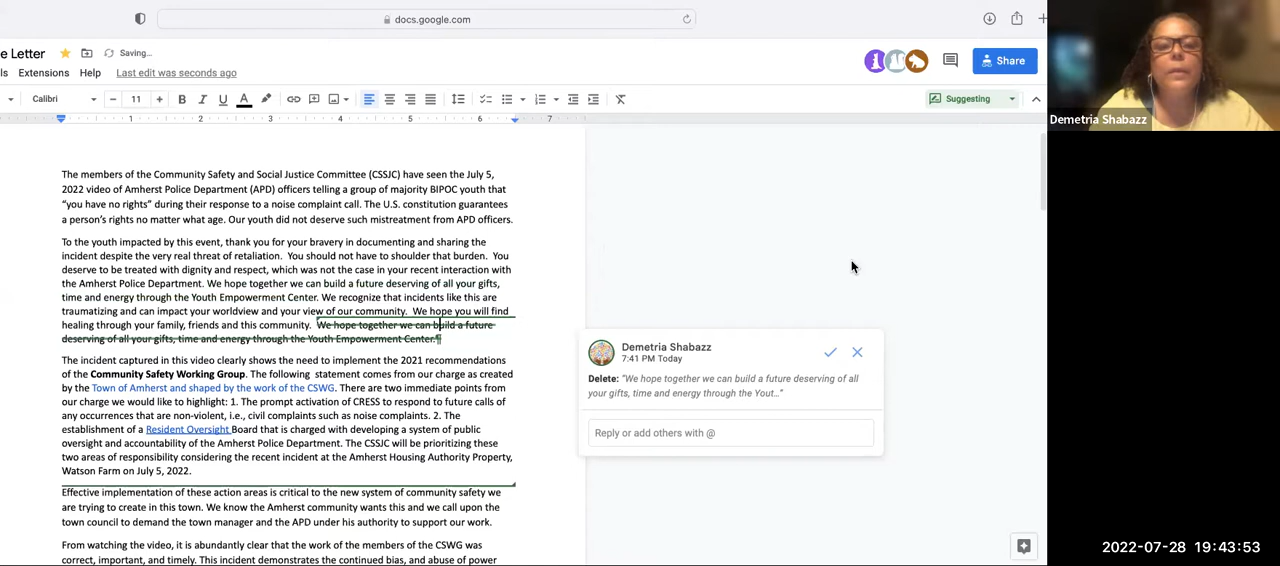 docs.google.com
e Letter
Saving…
ls Extensions Help Last edit was seconds ago
Share
Calibri
11
B I U A
Suggesting
1 2 3 4 5 6 7
Demetria Shabazz
The members of the Community Safety and Social Justice Committee (CSSJC) have seen the July 5,
2022 video of Amherst Police Department (APD) officers telling a group of majority BIPOC youth that
“you have no rights” during their response to a noise complaint call. The U.S. constitution guarantees
a person’s rights no matter what age. Our youth did not deserve such mistreatment from APD officers.
To the youth impacted by this event, thank you for your bravery in documenting and sharing the
incident despite the very real threat of retaliation. You should not have to shoulder that burden. You
deserve to be treated with dignity and respect, which was not the case in your recent interaction with
the Amherst Police Department. We hope together we can build a future deserving of all your gifts,
time and energy through the Youth Empowerment Center. We recognize that incidents like this are
traumatizing and can impact your worldview and your view of our community. We hope you will find
healing through your family, friends and this community. We hope together we can build a future
deserving of all your gifts, time and energy through the Youth Empowerment Center.¶
The incident captured in this video clearly shows the need to implement the 2021 recommendations
of the Community Safety Working Group. The following statement comes from our charge as created
by the Town of Amherst and shaped by the work of the CSWG. There are two immediate points from
our charge we would like to highlight: 1. The prompt activation of CRESS to respond to future calls of
any occurrences that are non-violent, i.e., civil complaints such as noise complaints. 2. The
establishment of a Resident Oversight Board that is charged with developing a system of public
oversight and accountability of the Amherst Police Department. The CSSJC will be prioritizing these
two areas of responsibility considering the recent incident at the Amherst Housing Authority Property,
Watson Farm on July 5, 2022.
Effective implementation of these action areas is critical to the new system of community safety we
are trying to create in this town. We know the Amherst community wants this and we call upon the
town council to demand the town manager and the APD under his authority to support our work.
From watching the video, it is abundantly clear that the work of the members of the CSWG was
correct, important, and timely. This incident demonstrates the continued bias, and abuse of power
Demetria Shabazz
7:41 PM Today
Delete: “We hope together we can build a future deserving of all
your gifts, time and energy through the Yout…”
Reply or add others with @
2022-07-28 19:43:53